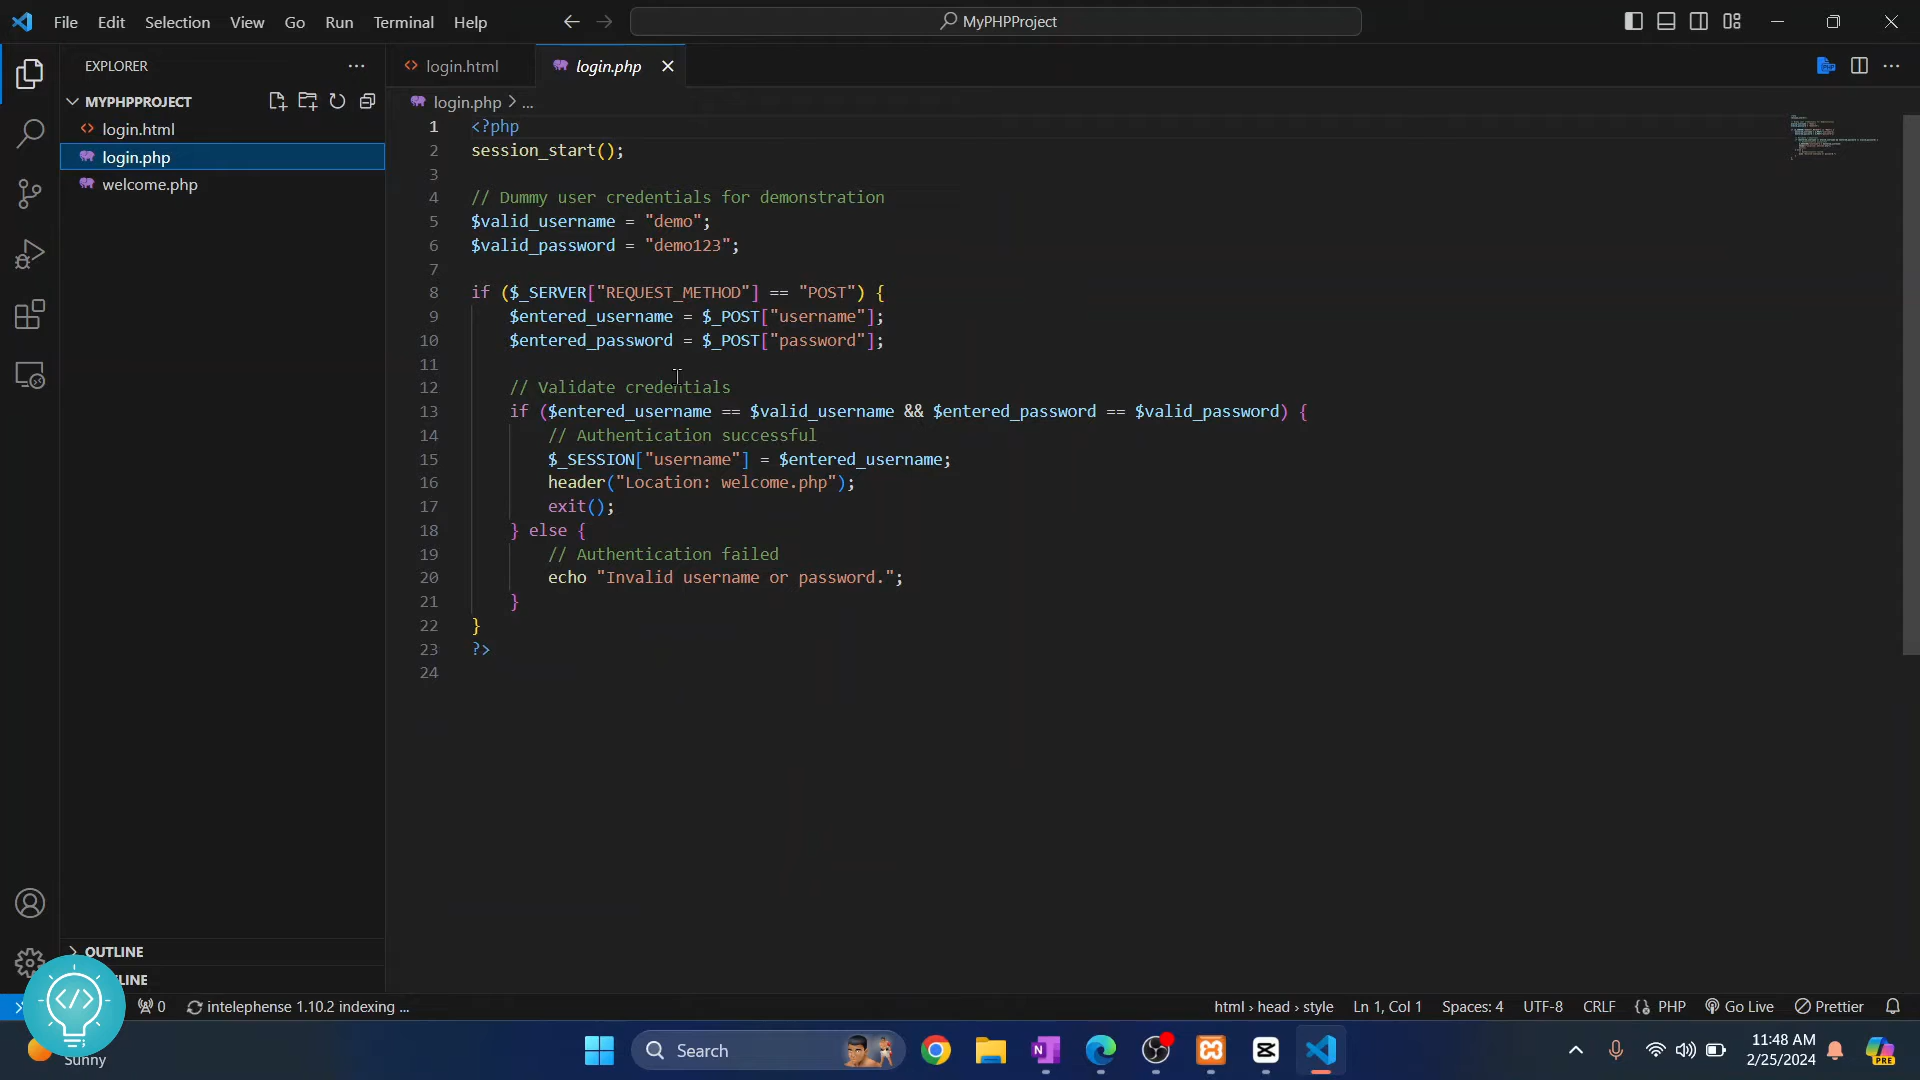 File Edit Selection View Go Run Terminal Help
MyPHPProject
EXPLORER
MYPHPPROJECT
login.html
login.php
welcome.php
OUTLINE
login.html login.php
login.php > ...
1 <?php
2 session_start();
3
4 // Dummy user credentials for demonstration
5 $valid_username = "demo";
6 $valid_password = "demo123";
7
8 if ($_SERVER["REQUEST_METHOD"] == "POST") {
9 $entered_username = $_POST["username"];
10 $entered_password = $_POST["password"];
11
12 // Validate credentials
13 if ($entered_username == $valid_username && $entered_password == $valid_password) {
14 // Authentication successful
15 $_SESSION["username"] = $entered_username;
16 header("Location: welcome.php");
17 exit();
18 } else {
19 // Authentication failed
20 echo "Invalid username or password.";
21 }
22 }
23 ?>
24
0 intelephense 1.10.2 indexing ... html › head › style Ln 1, Col 1 Spaces: 4 UTF-8 CRLF PHP Go Live Prettier
Sunny
Search
11:48 AM
2/25/2024
PRE